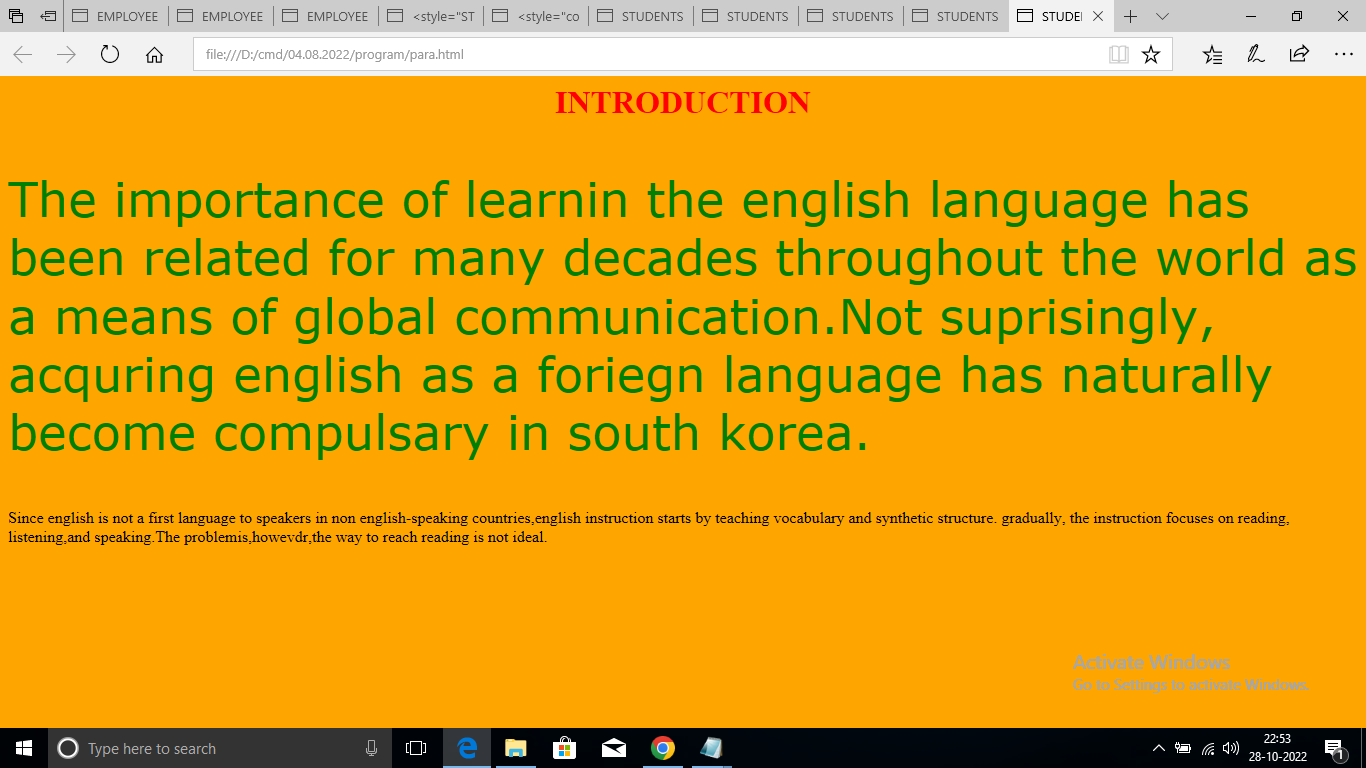 EMPLOYEE
EMPLOYEE
EMPLOYEE
<style="ST
<style="co
STUDENTS
STUDENTS
STUDENTS
STUDENTS
STUDE
file:///D:/cmd/04.08.2022/program/para.html
INTRODUCTION
The importance of learnin the english language has
been related for many decades throughout the world as
a means of global communication.Not suprisingly,
acquring english as a foriegn language has naturally
become compulsary in south korea.
Since english is not a first language to speakers in non english-speaking countries,english instruction starts by teaching vocabulary and synthetic structure. gradually, the instruction focuses on reading,
listening,and speaking.The problemis,howevdr,the way to reach reading is not ideal.
Activate Windows
Go to Settings to activate Windows.
Type here to search
22:53
28-10-2022
1